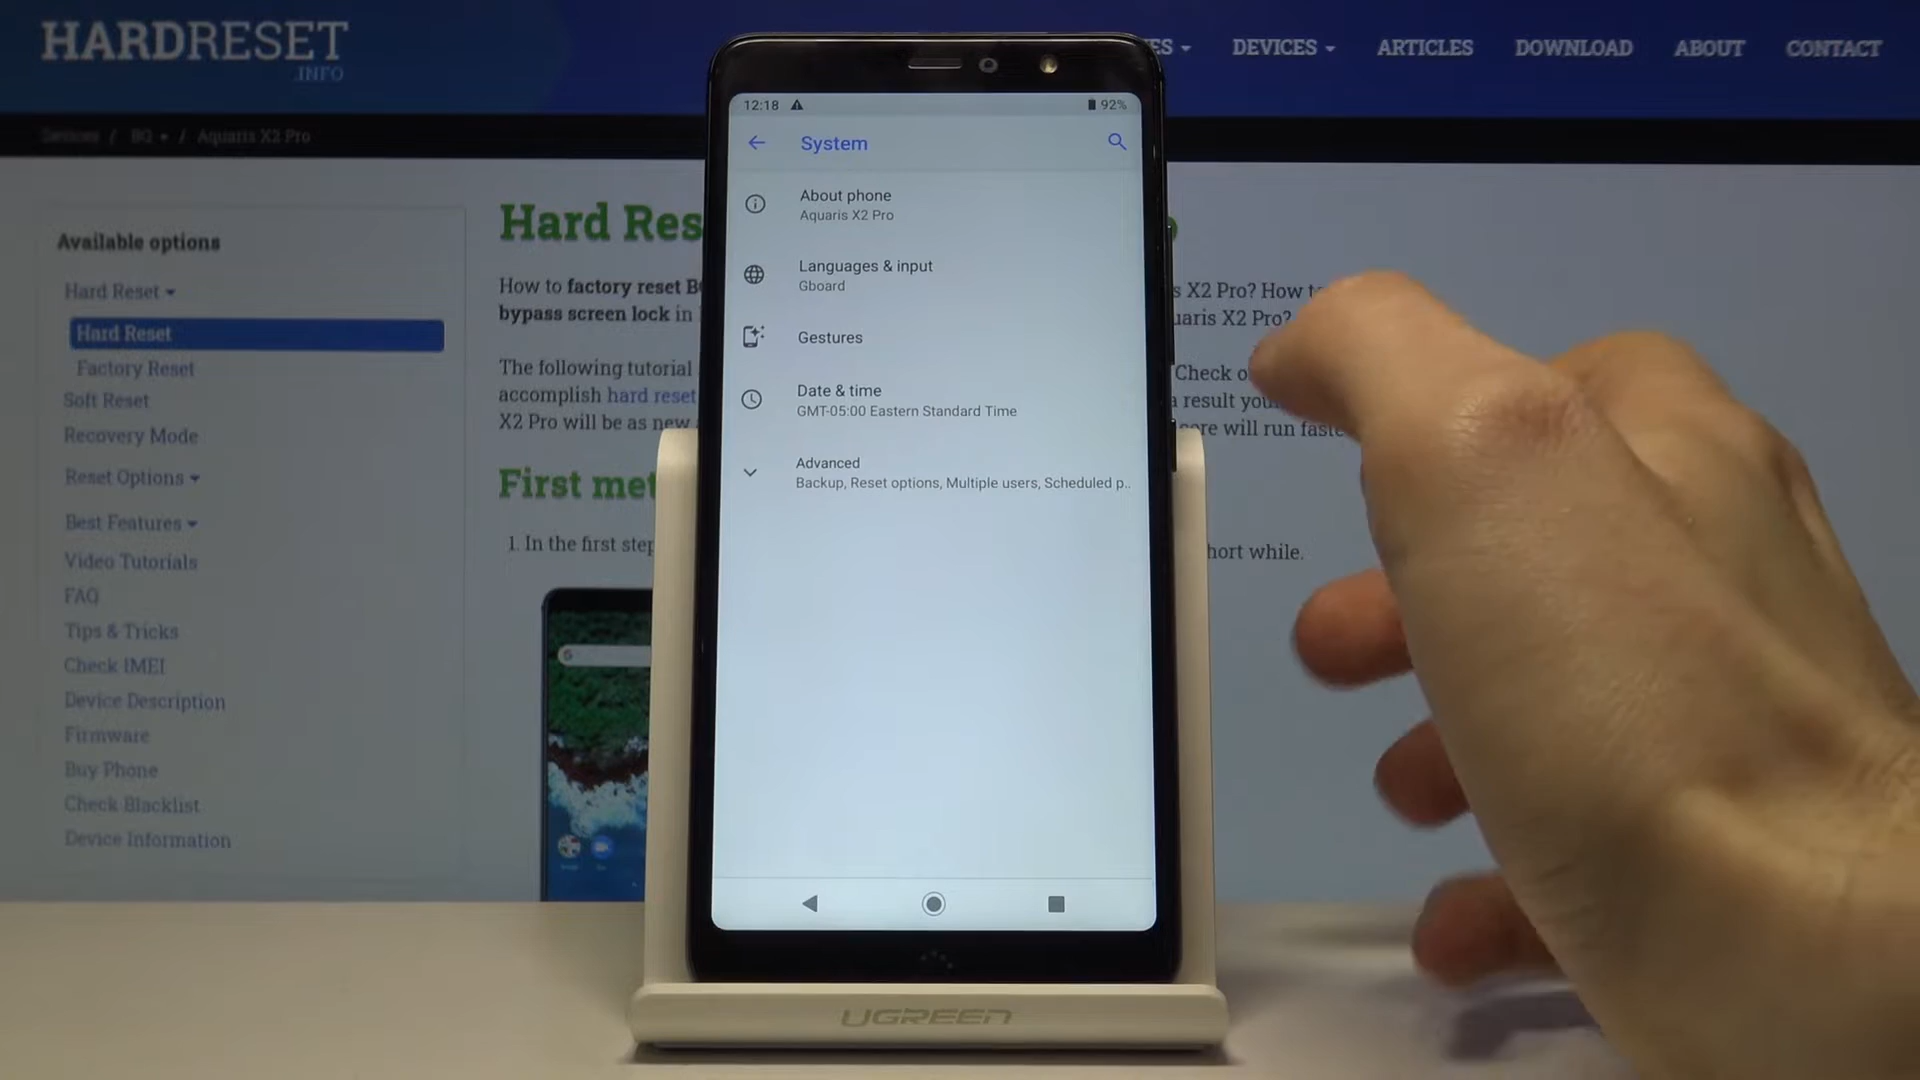 HARDRESET
.INFO
DEVICES
ARTICLES
DOWNLOAD
ABOUT
CONTACT
Devices / BQ / Aquaris X2 Pro
Available options
Hard Reset
Hard Reset
Factory Reset
Soft Reset
Recovery Mode
Reset Options
Best Features
Video Tutorials
FAQ
Tips & Tricks
Check IMEI
Device Description
Firmware
Buy Phone
Check Blacklist
Device Information
Hard Res
How to factory reset B
bypass screen lock in
The following tutorial
accomplish hard reset
X2 Pro will be as new
First met
1. In the first step
12:18
92%
System
About phone
Aquaris X2 Pro
Languages & input
Gboard
Gestures
Date & time
GMT-05:00 Eastern Standard Time
Advanced
Backup, Reset options, Multiple users, Scheduled p..
s X2 Pro? How t
uaris X2 Pro?
Check o
a result you
ore will run faste
hort while.
UGREEN